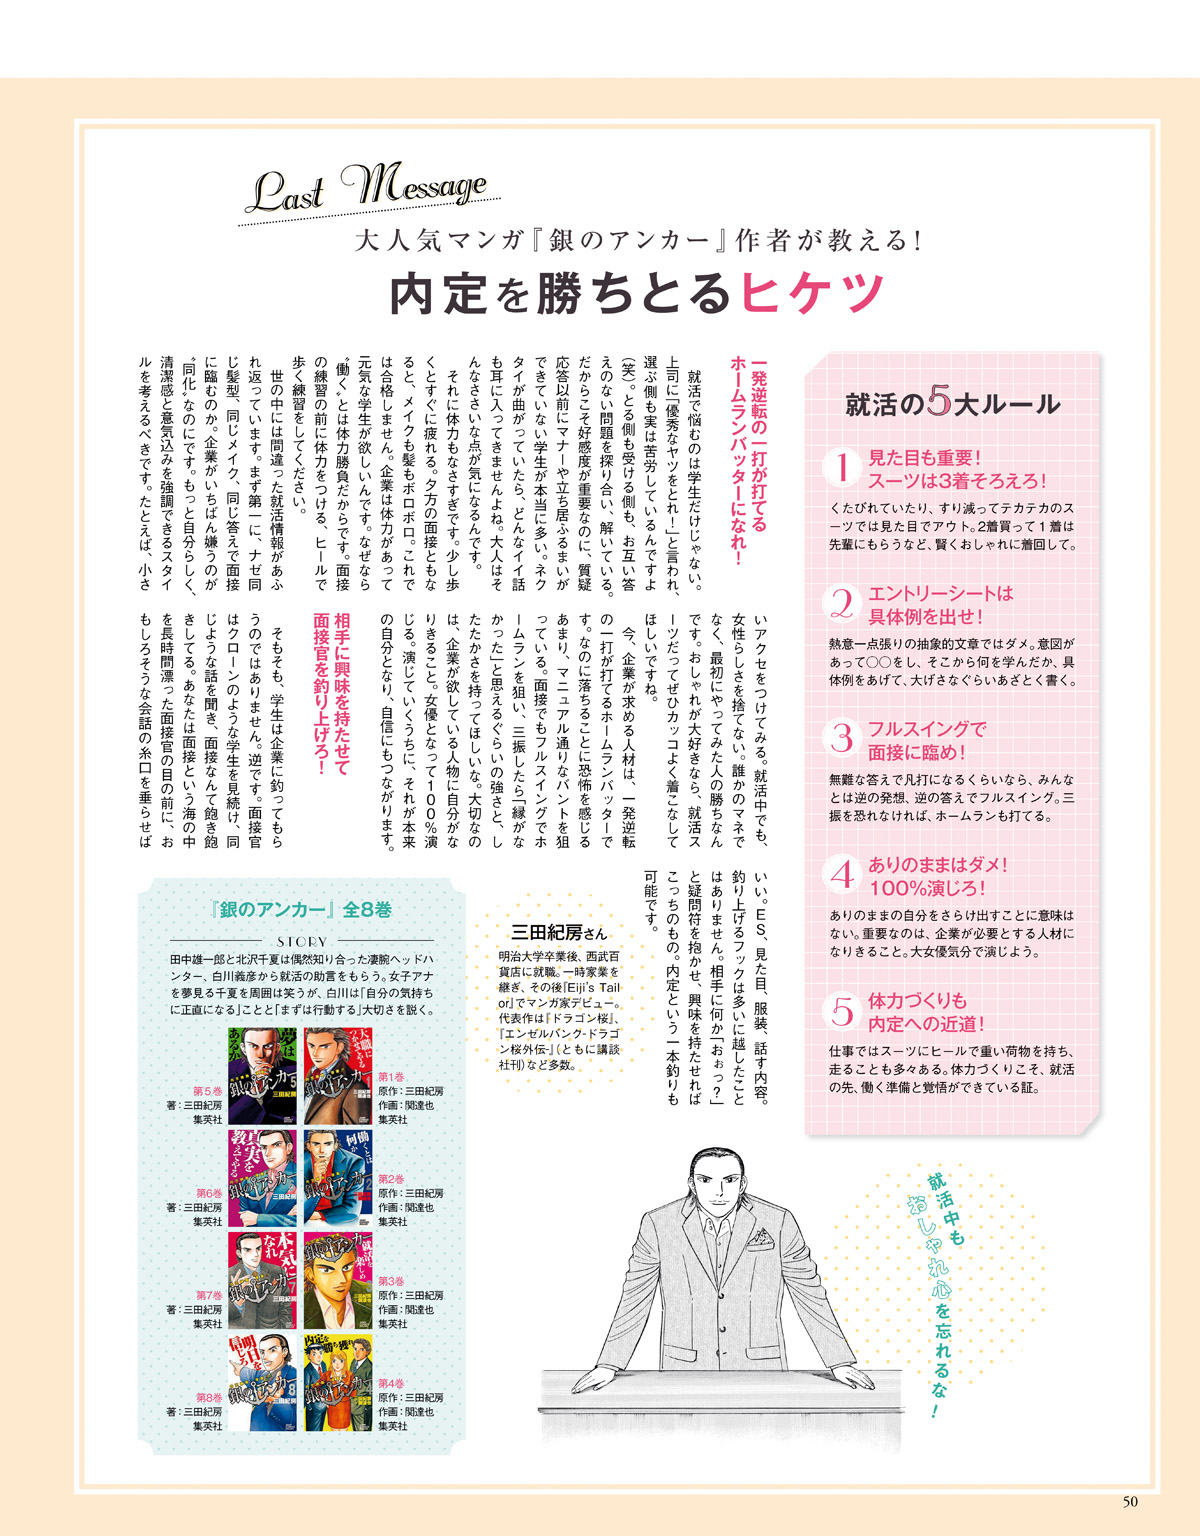 Last Message
大人気マンガ『銀のアンカー』作者が教える！
内定を勝ちとるヒケツ
就活の5大ルール
1
見た目も重要！
スーツは3着そろえろ！
くたびれていたり、すり減ってテカテカのス
ーツでは見た目でアウト。2着買って1着は
先輩にもらうなど、賢くおしゃれに着回して。
2
エントリーシートは
具体例を出せ！
熱意一点張りの抽象的文章ではダメ。意図が
あって○○をし、そこから何を学んだか、具
体例をあげて、大げさなぐらいあざとく書く。
3
フルスイングで
面接に臨め！
無難な答えで凡打になるくらいなら、みんな
とは逆の発想、逆の答えでフルスイング。三
振を恐れなければ、ホームランも打てる。
4
ありのままはダメ！
100%演じろ！
ありのままの自分をさらけ出すことに意味は
ない。重要なのは、企業が必要とする人材に
なりきること。大女優気分で演じよう。
5
体力づくりも
内定への近道！
仕事ではスーツにヒールで重い荷物を持ち、
走ることも多々ある。体力づくりこそ、就活
の先、働く準備と覚悟ができている証。
一発逆転の一打が打てる
ホームランバッターになれ！
就活で悩むのは学生だけじゃない。
上司に「優秀なヤツをとれ！」と言われ、
選ぶ側も実は苦労しているんですよ
（笑）。とる側も受ける側も、お互い答
えのない問題を探り合い、解いている。
だからこそ好感度が重要なのに、質疑
応答以前にマナーや立ち居ふるまいが
できていない学生が本当に多い。ネク
タイが曲がっていたら、どんなイイ話
も耳に入ってきませんよね。大人はそ
んなささいな点が気になるんです。
それに体力もなさすぎです。少し歩
くとすぐに疲れる。夕方の面接ともな
ると、メイクも髪もボロボロ。これで
は合格しません。企業は体力があって
元気な学生が欲しいんです。なぜなら
〝働く〟とは体力勝負だからです。面接
の練習の前に体力をつける、ヒールで
歩く練習をしてください。
世の中には間違った就活情報があふ
れ返っています。まず第一に、ナゼ同
じ髪型、同じメイク、同じ答えで面接
に臨むのか。企業がいちばん嫌うのが
〝同化〟なのにです。もっと自分らしく、
清潔感と意気込みを強調できるスタイ
ルを考えるべきです。たとえば、小さ
いアクセをつけてみる。就活中でも、
女性らしさを捨てない。誰かのマネで
なく、最初にやってみた人の勝ちなん
です。おしゃれが大好きなら、就活ス
ーツだってぜひカッコよく着こなして
ほしいですね。
今、企業が求める人材は、一発逆転
の一打が打てるホームランバッターで
す。なのに落ちることに恐怖を感じる
あまり、マニュアル通りなバントを狙
っている。面接でもフルスイングでホ
ームランを狙い、三振したら「縁がな
かった」と思えるぐらいの強さと、し
たたかさを持ってほしいな。大切なの
は、企業が欲している人物に自分がな
りきること。女優となって100%演
じる。演じていくうちに、それが本来
の自分となり、自信にもつながります。
相手に興味を持たせて
面接官を釣り上げろ！
そもそも、学生は企業に釣ってもら
うのではありません。逆です。面接官
はクローンのような学生を見続け、同
じような話を聞き、面接なんて飽き飽
きしてる。あなたは面接という海の中
を長時間漂った面接官の目の前に、お
もしろそうな会話の糸口を垂らせば
いい。ES、見た目、服装、話す内容。
釣り上げるフックは多いに越したこと
はありません。相手に何か「おぉっ？」
と疑問符を抱かせ、興味を持たせれば
こっちのもの。内定という一本釣りも
可能です。
三田紀房さん
明治大学卒業後、西武百
貨店に就職。一時家業を
継ぎ、その後『Eiji's Tail
or』でマンガ家デビュー。
代表作は『ドラゴン桜』、
『エンゼルバンク-ドラゴ
ン桜外伝-』（ともに講談
社刊）など多数。
『銀のアンカー』全8巻
STORY
田中雄一郎と北沢千夏は偶然知り合った凄腕ヘッドハ
ンター、白川義彦から就活の助言をもらう。女子アナ
を夢見る千夏を周囲は笑うが、白川は「自分の気持ち
に正直になる」ことと「まずは行動する」大切さを説く。
第1巻
原作：三田紀房
作画：関達也
集英社
第2巻
原作：三田紀房
作画：関達也
集英社
第3巻
原作：三田紀房
作画：関達也
集英社
第4巻
原作：三田紀房
作画：関達也
集英社
第5巻
著：三田紀房
集英社
第6巻
著：三田紀房
集英社
第7巻
著：三田紀房
集英社
第8巻
著：三田紀房
集英社
夢は
あるか
銀のアンカー
働くとは
何か
真実を
教えてやる
本気に
なれ
明日を
信じろ
内定を
勝ち獲れ
就活中も
おしゃれ心を忘れるな！
50